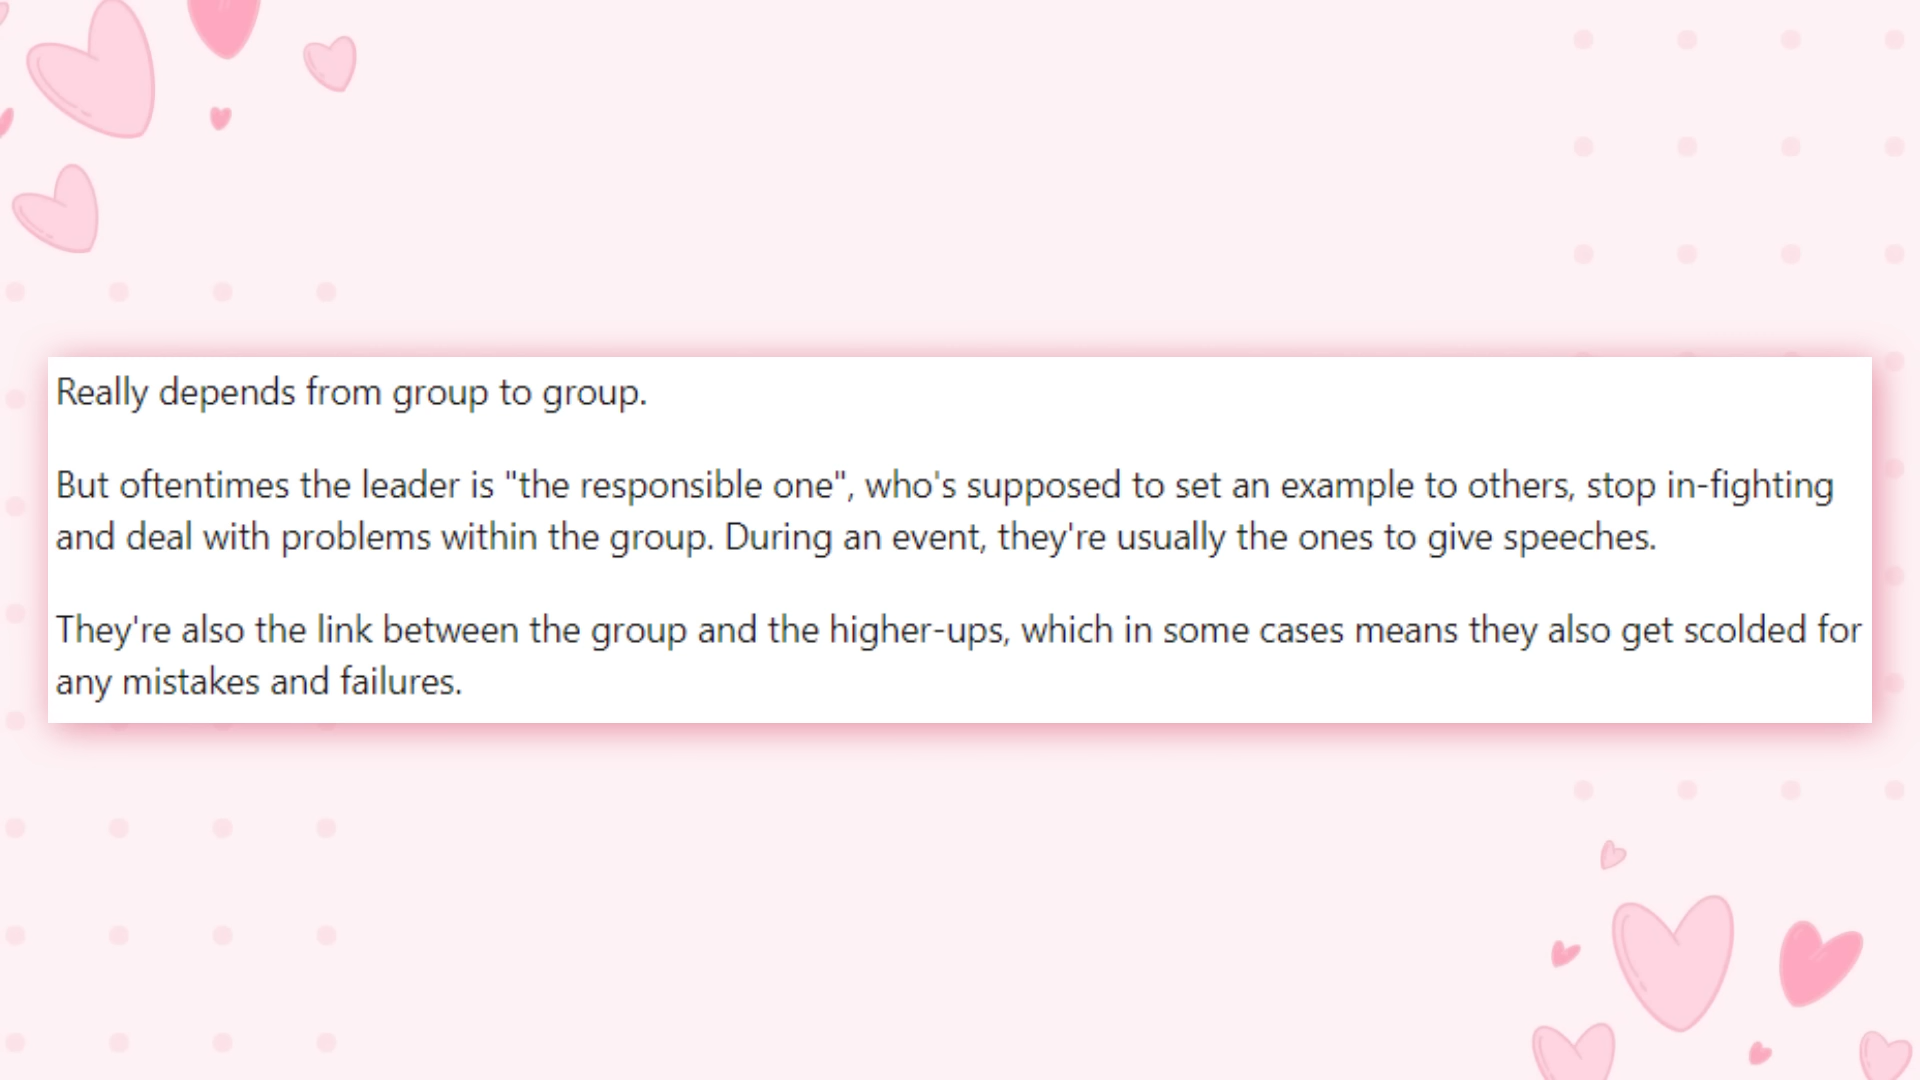 Really depends from group to group.
But oftentimes the leader is "the responsible one", who's supposed to set an example to others, stop in-fighting
and deal with problems within the group. During an event, they're usually the ones to give speeches.
They're also the link between the group and the higher-ups, which in some cases means they also get scolded for
any mistakes and failures.